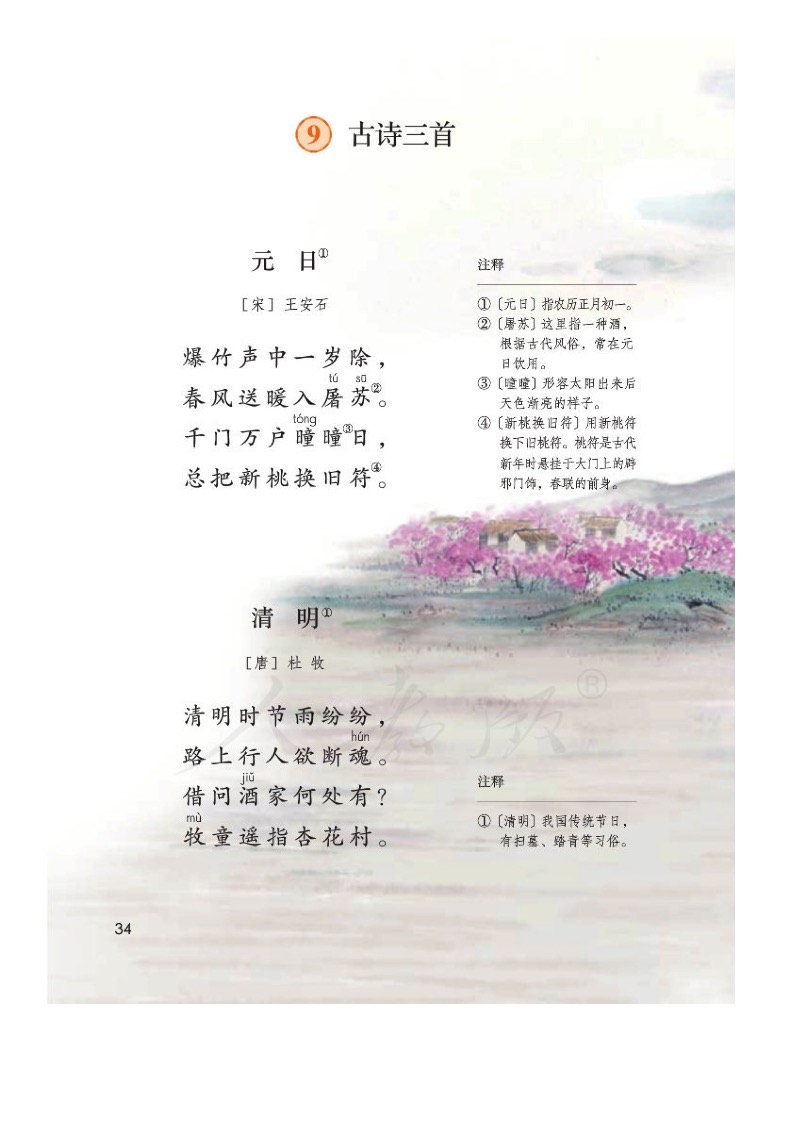 9 古诗三首
元 日①
［宋］王安石
爆竹声中一岁除，
tú sū
春风送暖入屠苏②。
tóng
千门万户曈曈③日，
总把新桃换旧符④。
注释
①〔元日〕指农历正月初一。
②〔屠苏〕这里指一种酒，
根据古代风俗，常在元
日饮用。
③〔曈曈〕形容太阳出来后
天色渐亮的样子。
④〔新桃换旧符〕用新桃符
换下旧桃符。桃符是古代
新年时悬挂于大门上的辟
邪门饰，春联的前身。
清 明①
［唐］杜 牧
清明时节雨纷纷，
hún
路上行人欲断魂。
jiǔ
借问酒家何处有？
mù
牧童遥指杏花村。
注释
①〔清明〕我国传统节日，
有扫墓、踏青等习俗。
人教版®
34